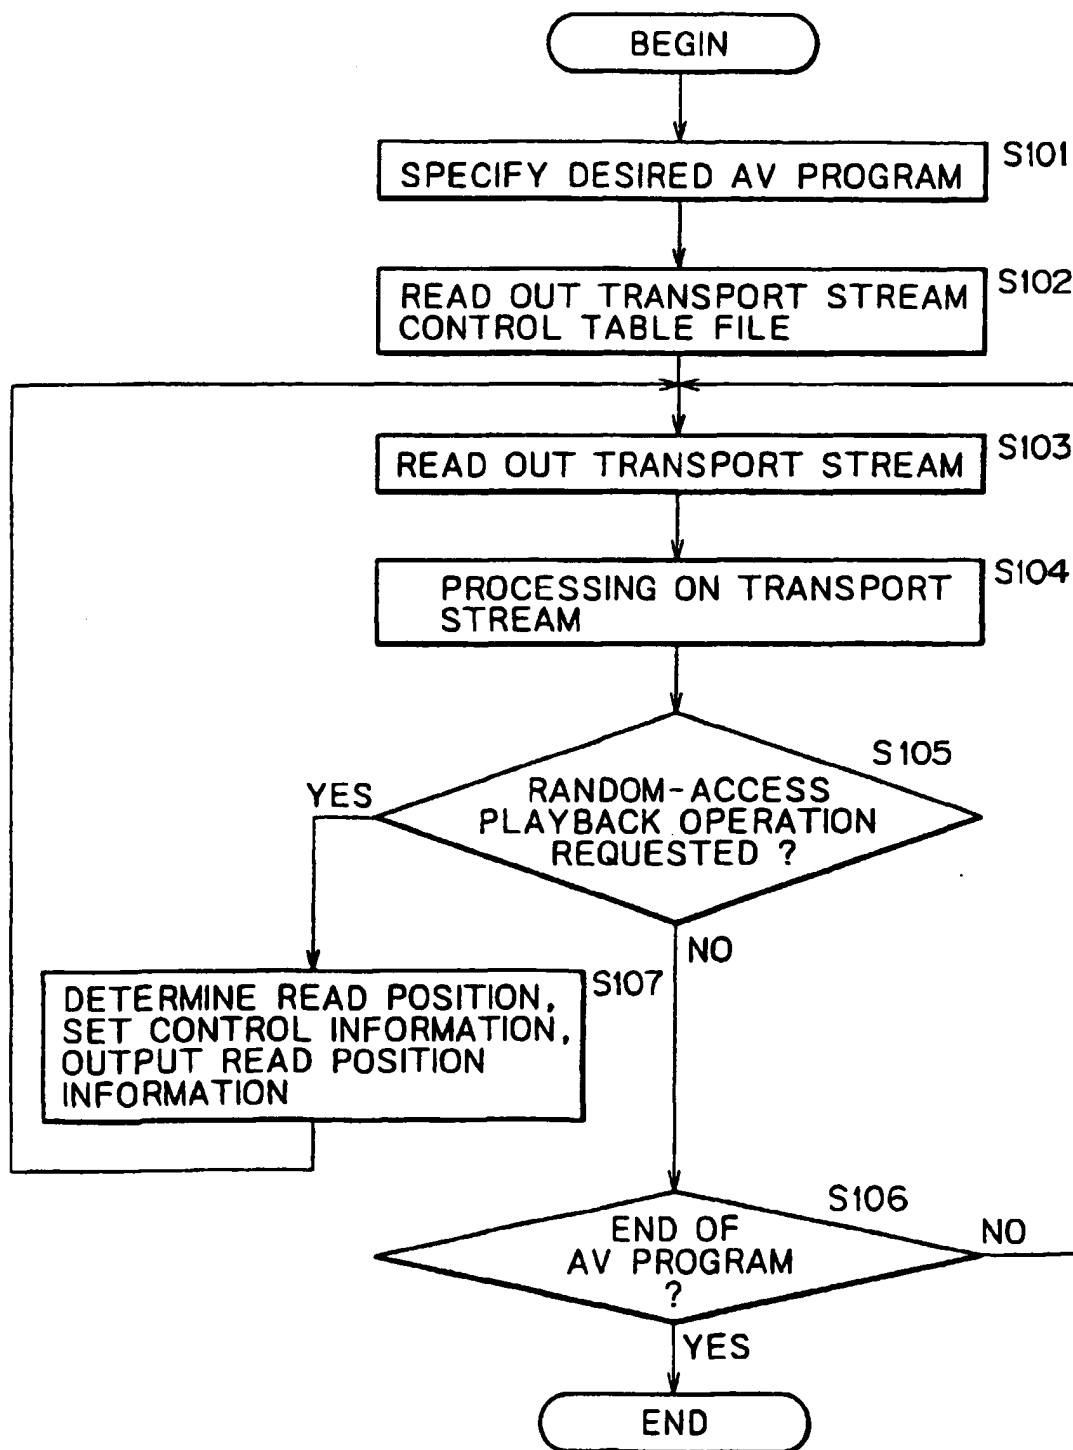 BEGIN
SPECIFY DESIRED AV PROGRAM
S101
READ OUT TRANSPORT STREAM
CONTROL TABLE FILE
S102
READ OUT TRANSPORT STREAM
S103
PROCESSING ON TRANSPORT
STREAM
S104
RANDOM-ACCESS
PLAYBACK OPERATION
REQUESTED ?
S105
YES
NO
DETERMINE READ POSITION,
SET CONTROL INFORMATION,
OUTPUT READ POSITION
INFORMATION
S107
END OF
AV PROGRAM
?
S106
NO
YES
END